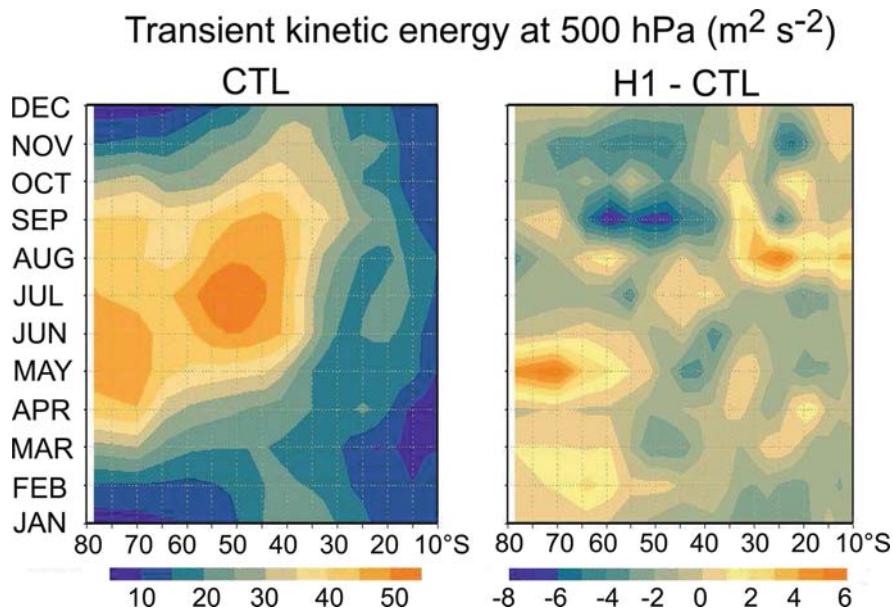 Transient kinetic energy at 500 hPa (m² s⁻²)
CTL
H1 - CTL
DEC
NOV
OCT
SEP
AUG
JUL
JUN
MAY
APR
MAR
FEB
JAN
80 70 60 50 40 30 20 10°S
80 70 60 50 40 30 20 10°S
10 20 30 40 50
-8 -6 -4 -2 0 2 4 6